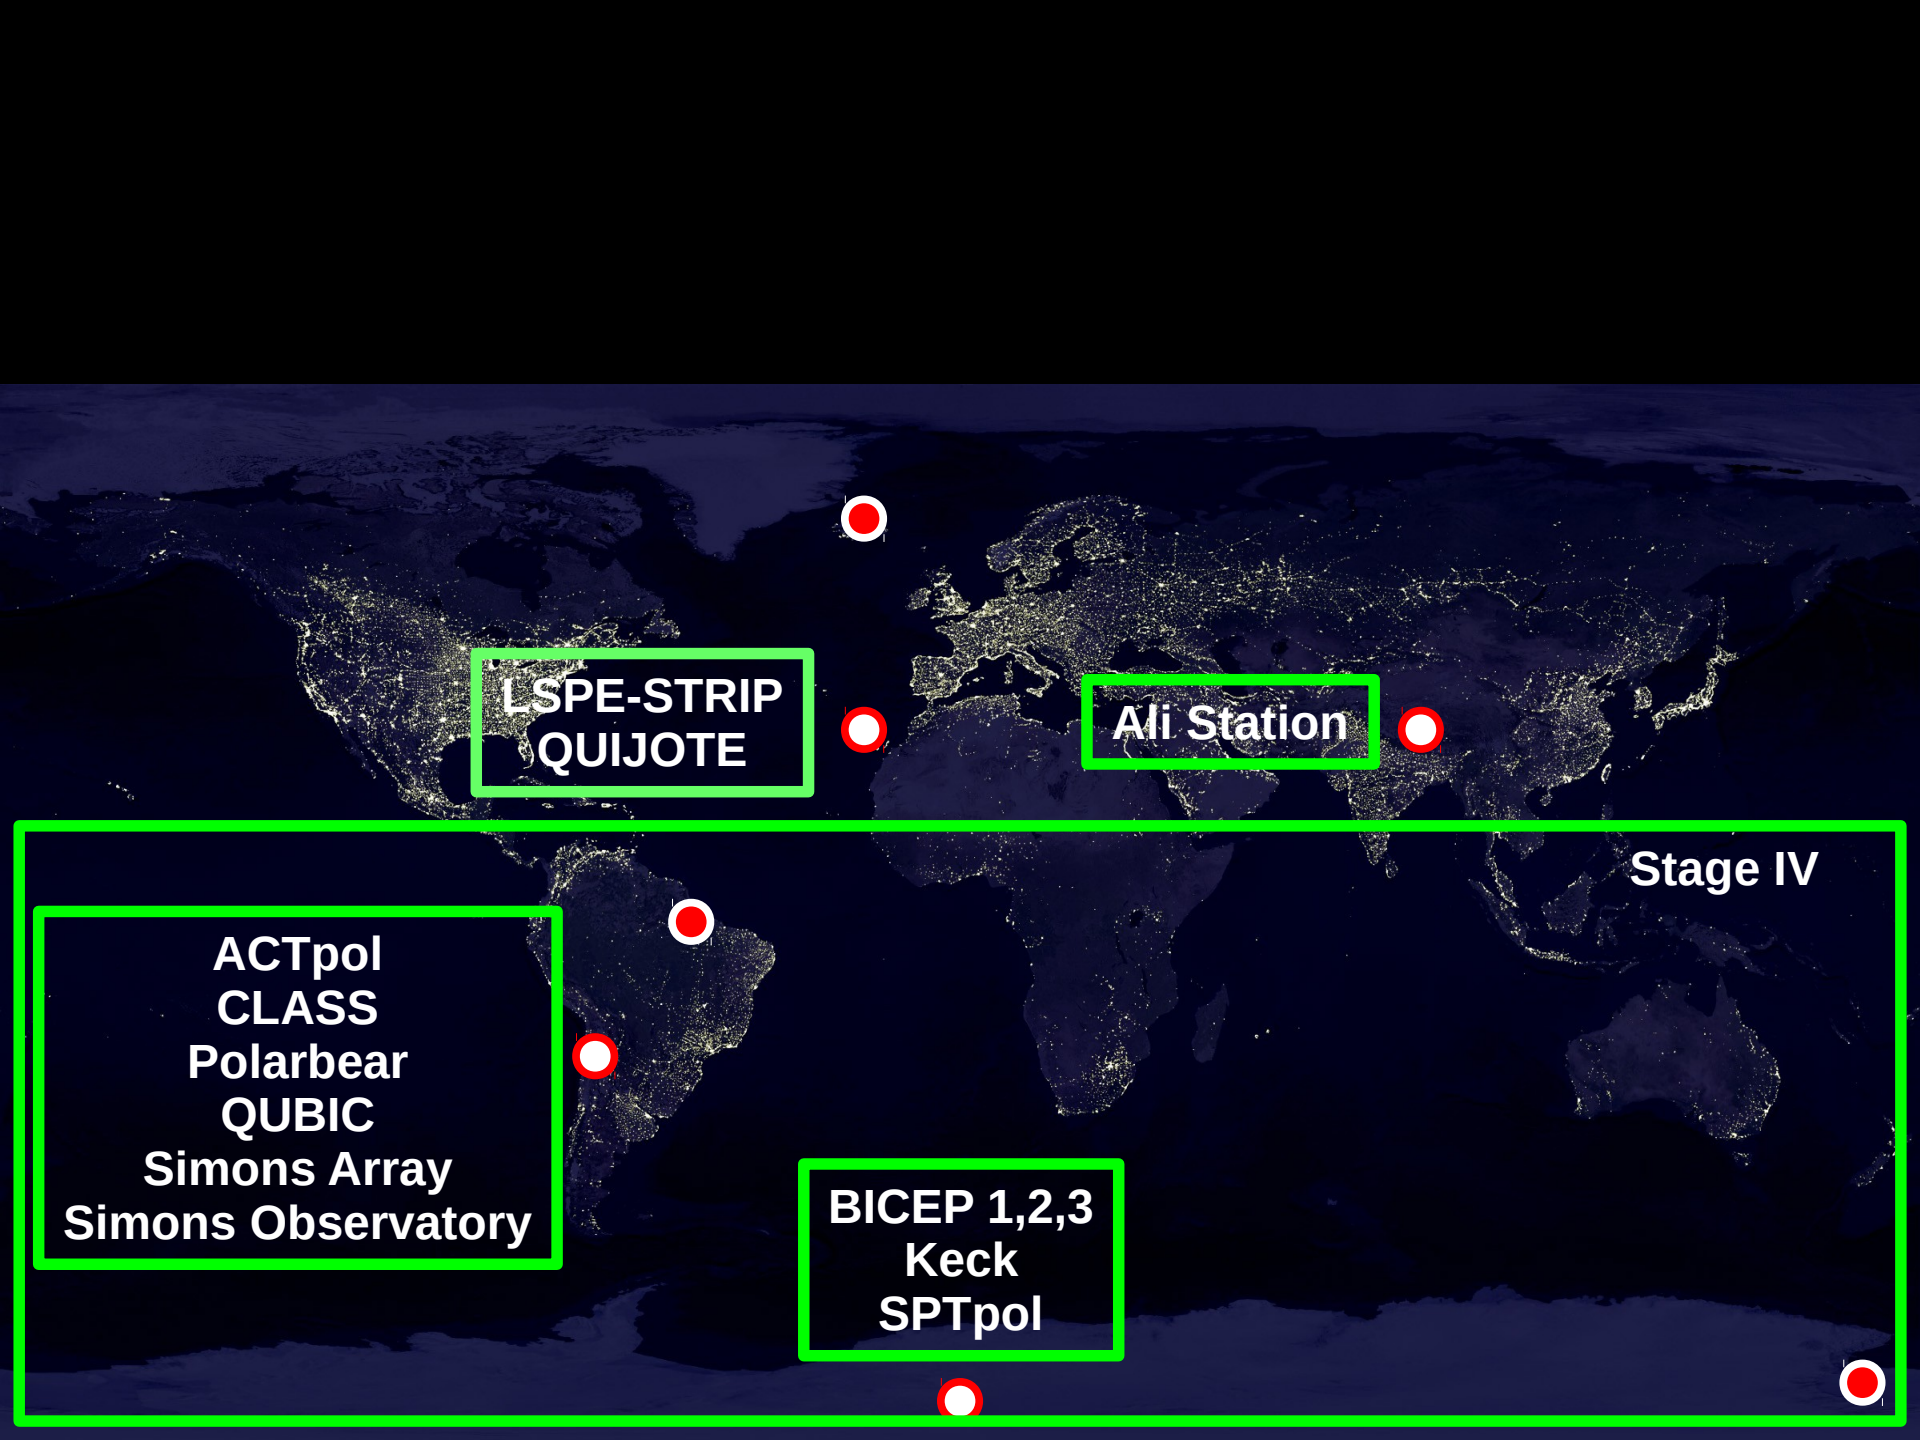 LSPE-STRIP
QUIJOTE
Ali Station
Stage IV
ACTpol
CLASS
Polarbear
QUBIC
Simons Array
Simons Observatory
BICEP 1,2,3
Keck
SPTpol